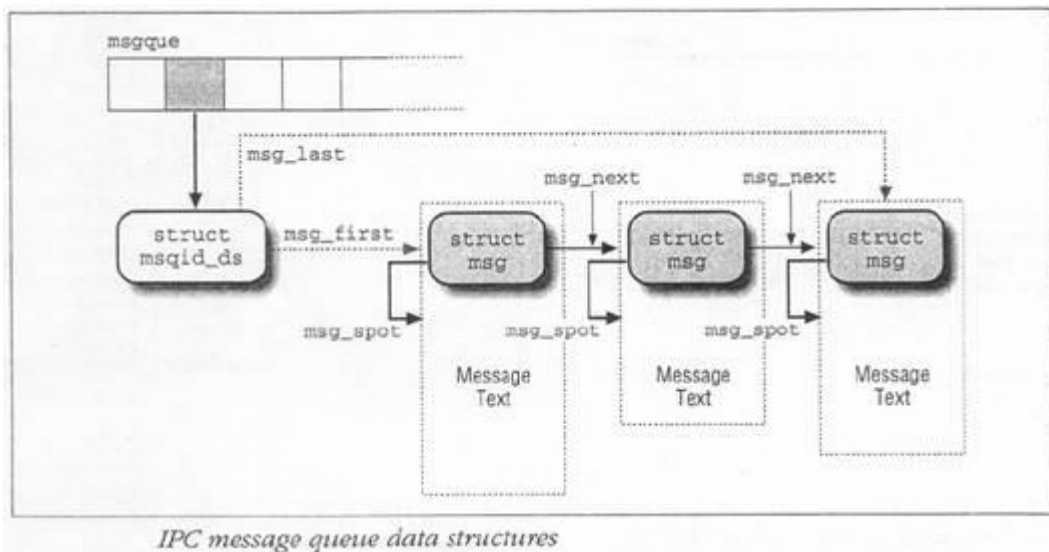 msgque
msg_last
msg_next
msg_next
struct
msqid_ds
msg_first
struct
msg
struct
msg
struct
msg
msg_spot
msg_spot
msg_spot
Message
Text
Message
Text
Message
Text
IPC message queue data structures